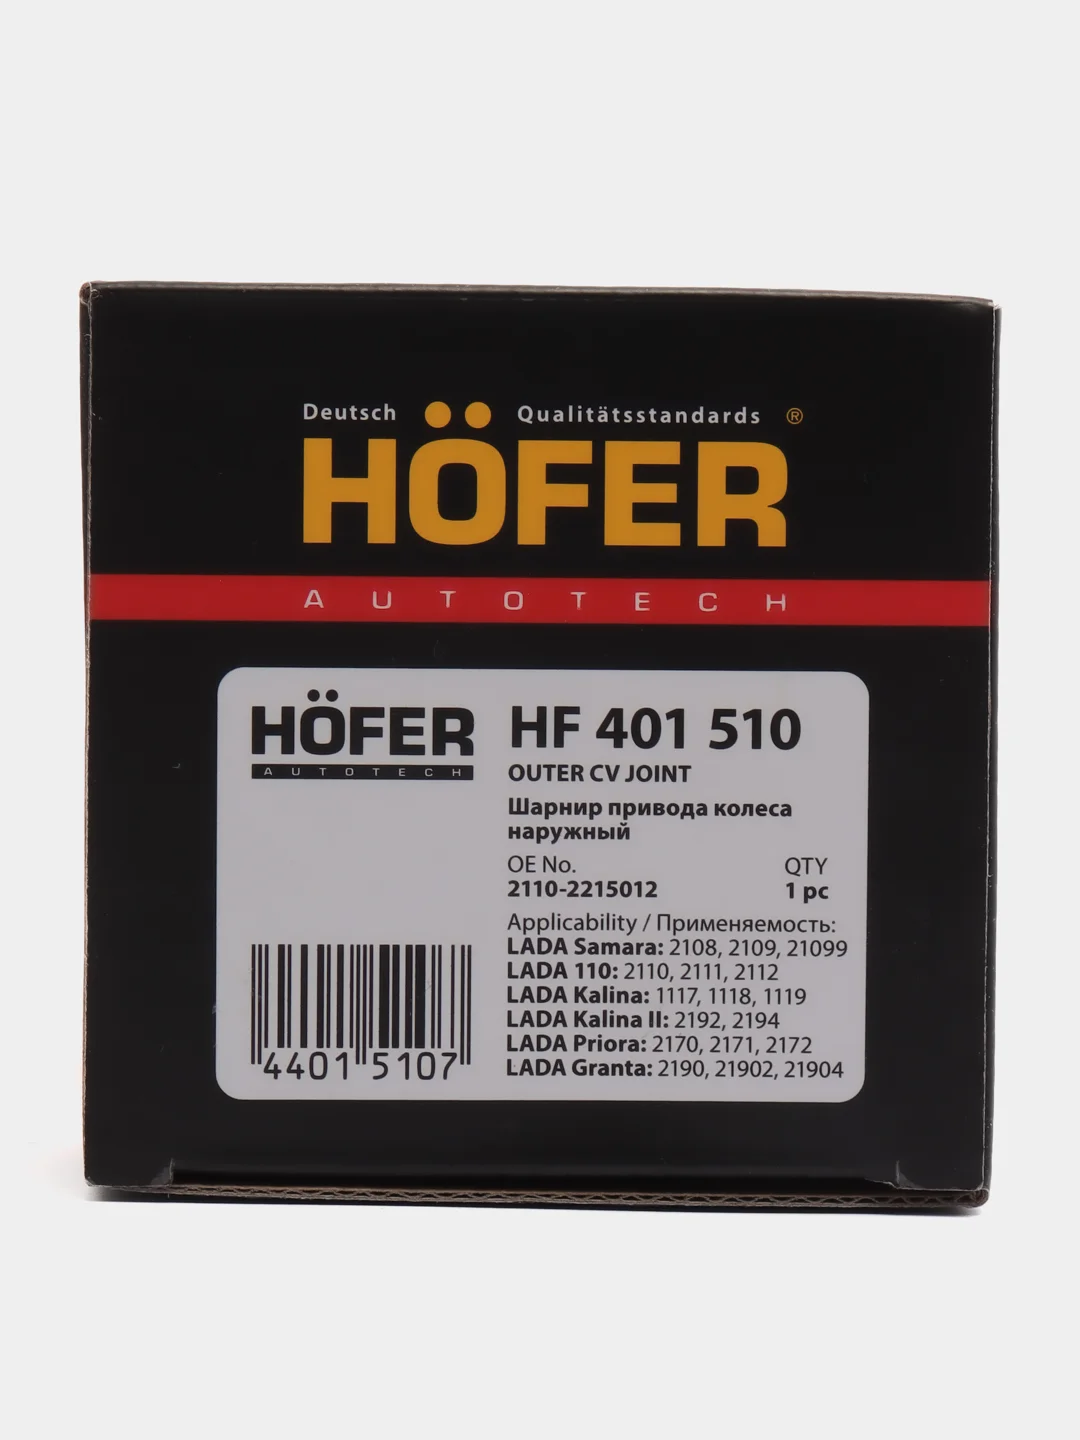 Deutsch Qualitätsstandards ®
HÖFER
AUTOTECH
HÖFER
AUTOTECH
HF 401 510
OUTER CV JOINT
Шарнир привода колеса
наружный
OE No. QTY
2110-2215012 1 pc
Applicability / Применяемость:
LADA Samara: 2108, 2109, 21099
LADA 110: 2110, 2111, 2112
LADA Kalina: 1117, 1118, 1119
LADA Kalina II: 2192, 2194
LADA Priora: 2170, 2171, 2172
LADA Granta: 2190, 21902, 21904
44015107